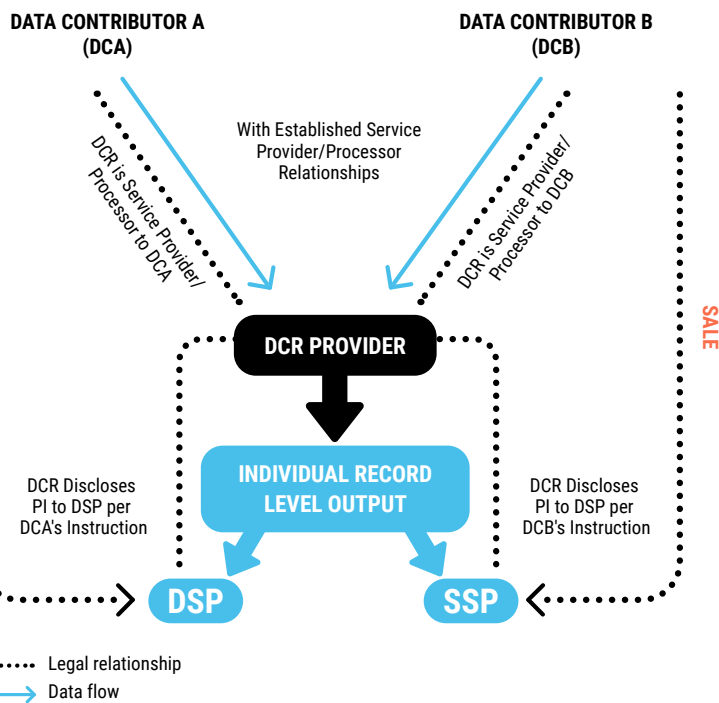 DATA CONTRIBUTOR A
(DCA)
DATA CONTRIBUTOR B
(DCB)
With Established Service
Provider/Processor
Relationships
DCR is Service Provider/
Processor to DCA
DCR is Service Provider/
Processor to DCB
SALE
DCR PROVIDER
INDIVIDUAL RECORD
LEVEL OUTPUT
DCR Discloses
PI to DSP per
DCA's Instruction
DCR Discloses
PI to DSP per
DCB's Instruction
DSP
SSP
Legal relationship
Data flow